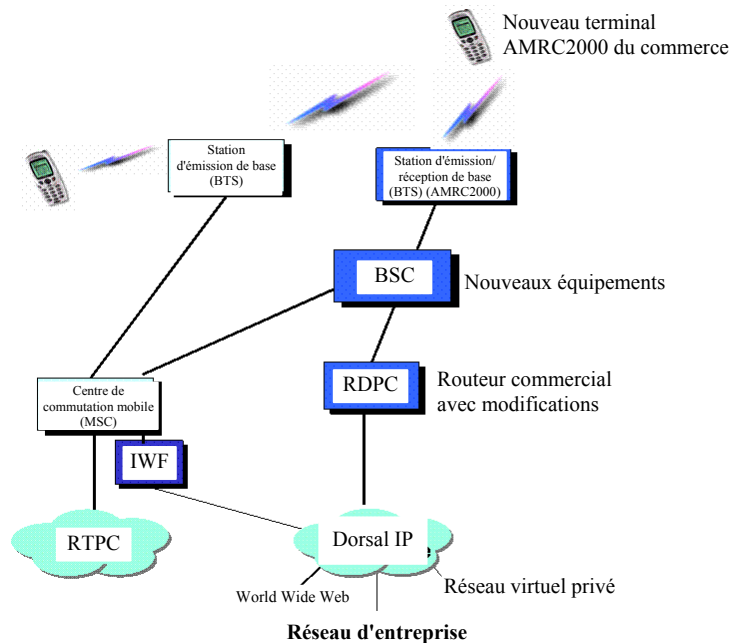 Nouveau terminal
AMRC2000 du commerce
Station
d'émission de base
(BTS)
Station d'émission/
réception de base
(BTS) (AMRC2000)
BSC
Nouveaux équipements
RDPC
Routeur commercial
avec modifications
Centre de
commutation mobile
(MSC)
IWF
RTPC
Dorsal IP
Réseau virtuel privé
World Wide Web
Réseau d'entreprise